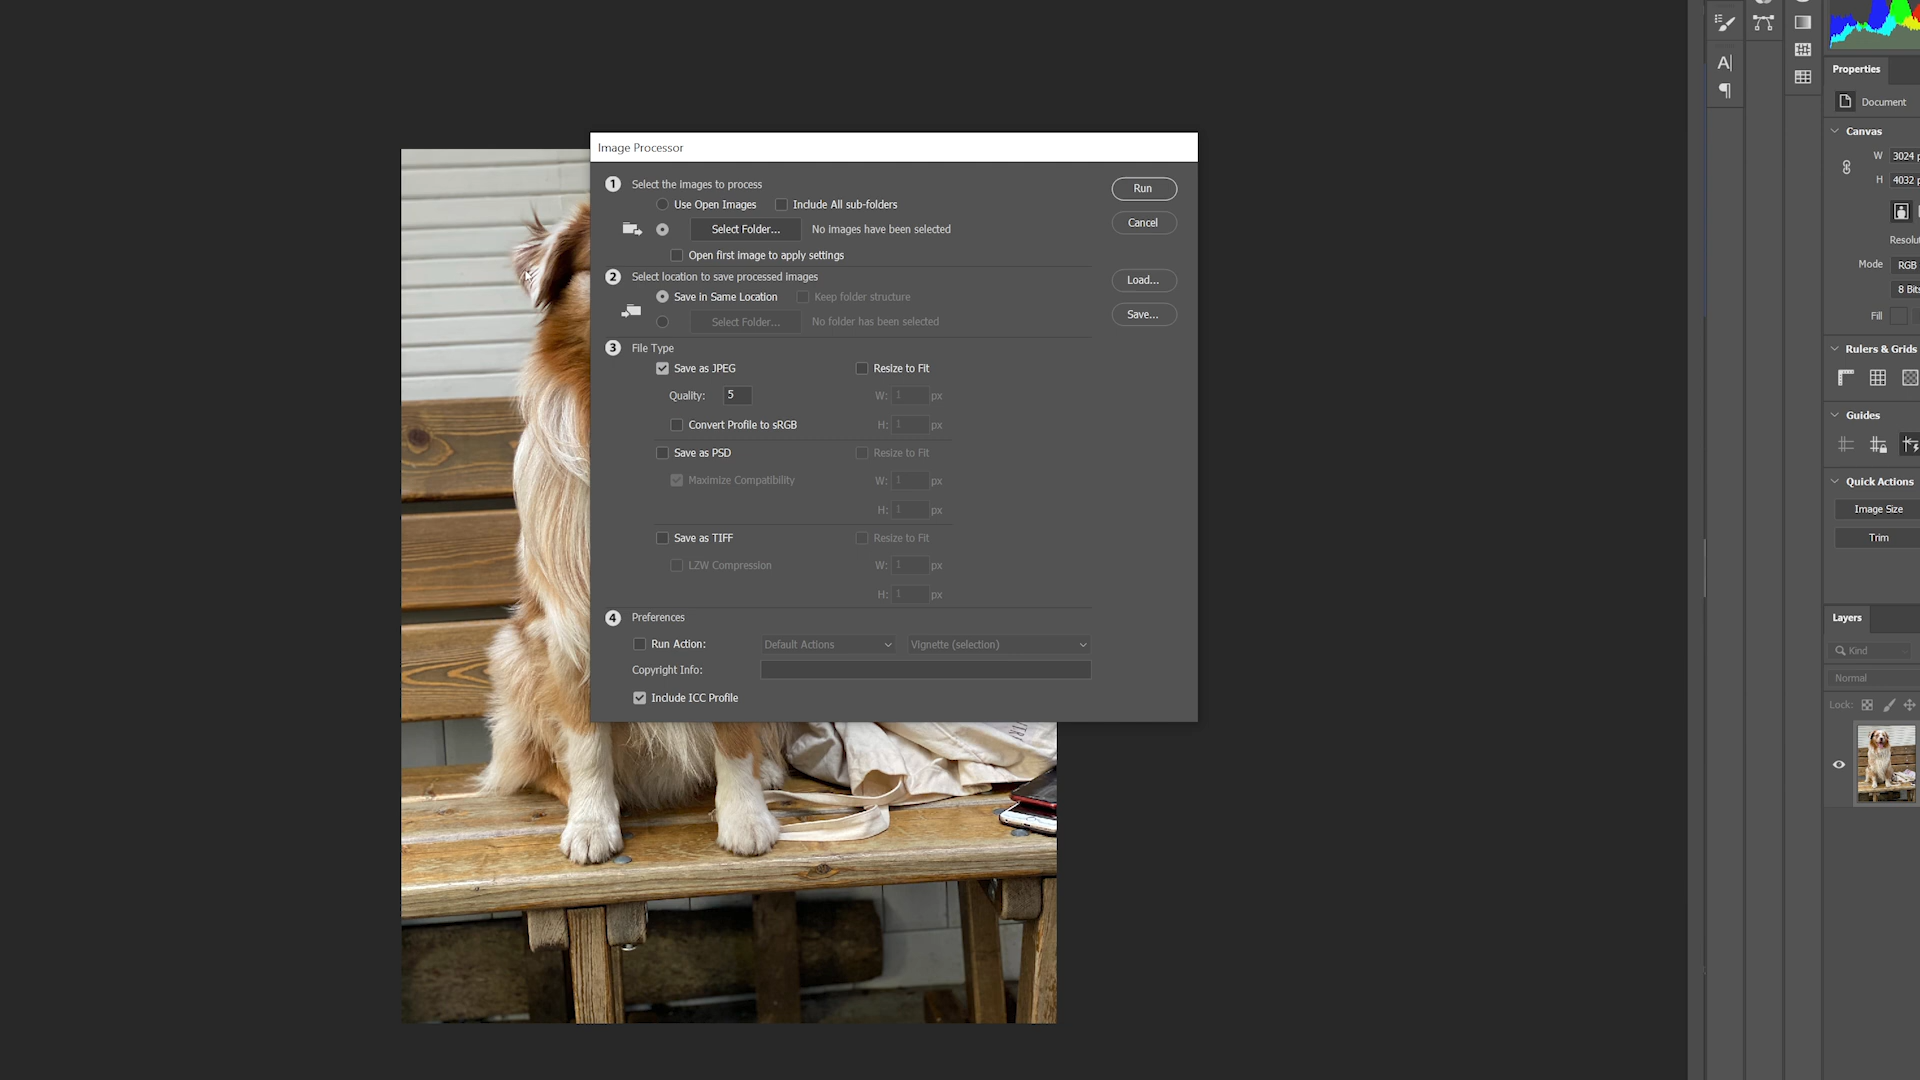 Image Processor
1 Select the images to process
Use Open Images Include All sub-folders
Select Folder... No images have been selected
Open first image to apply settings
2 Select location to save processed images
Save in Same Location Keep folder structure
Select Folder... No folder has been selected
3 File Type
Save as JPEG Resize to Fit
Quality: 5 W: 1 px
Convert Profile to sRGB H: 1 px
Save as PSD Resize to Fit
Maximize Compatibility W: 1 px
H: 1 px
Save as TIFF Resize to Fit
LZW Compression W: 1 px
H: 1 px
4 Preferences
Run Action: Default Actions Vignette (selection)
Copyright Info:
Include ICC Profile
Run
Cancel
Load...
Save...
Properties
Document
Canvas
W 3024 p
H 4032 p
Resolu
Mode RGB
8 Bits
Fill
Rulers & Grids
Guides
Quick Actions
Image Size
Trim
Layers
Kind
Normal
Lock: